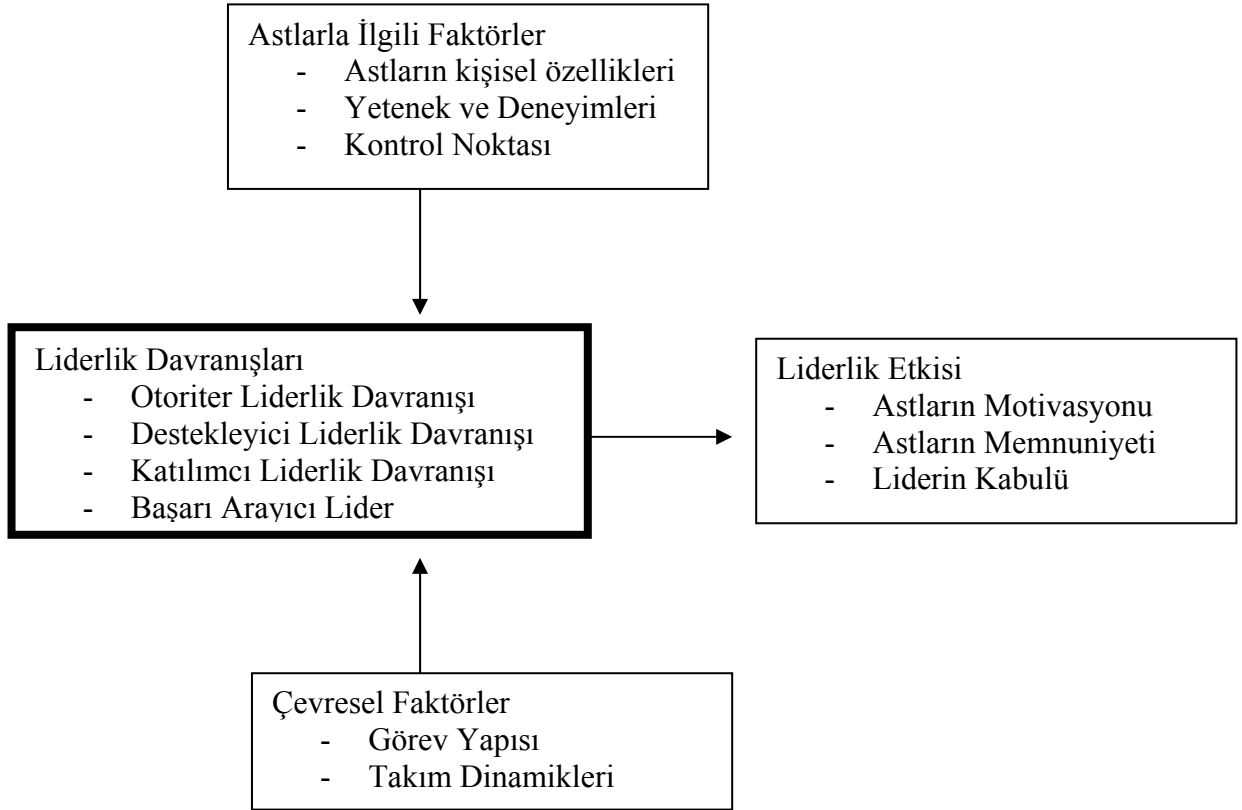 Astlarla İlgili Faktörler
- Astların kişisel özellikleri
- Yetenek ve Deneyimleri
- Kontrol Noktası
Liderlik Davranışları
- Otoriter Liderlik Davranışı
- Destekleyici Liderlik Davranışı
- Katılımcı Liderlik Davranışı
- Başarı Arayıcı Lider
Liderlik Etkisi
- Astların Motivasyonu
- Astların Memnuniyeti
- Liderin Kabulü
Çevresel Faktörler
- Görev Yapısı
- Takım Dinamikleri